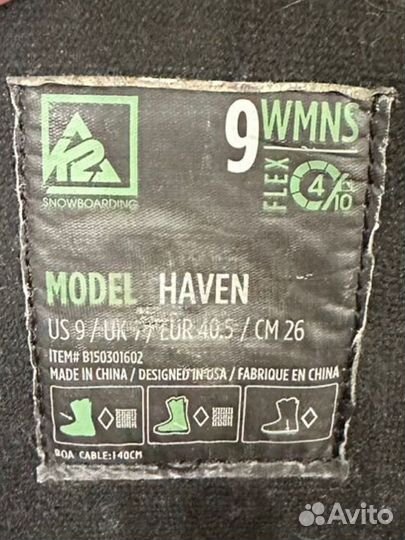 K2
SNOWBOARDING
9 WMNS
FLEX 4/10
MODEL HAVEN
US 9 / UK 7 / EUR 40.5 / CM 26
ITEM# B150301602
MADE IN CHINA / DESIGNED IN USA / FABRIQUE EN CHINA
BOA CABLE:140CM
Avito